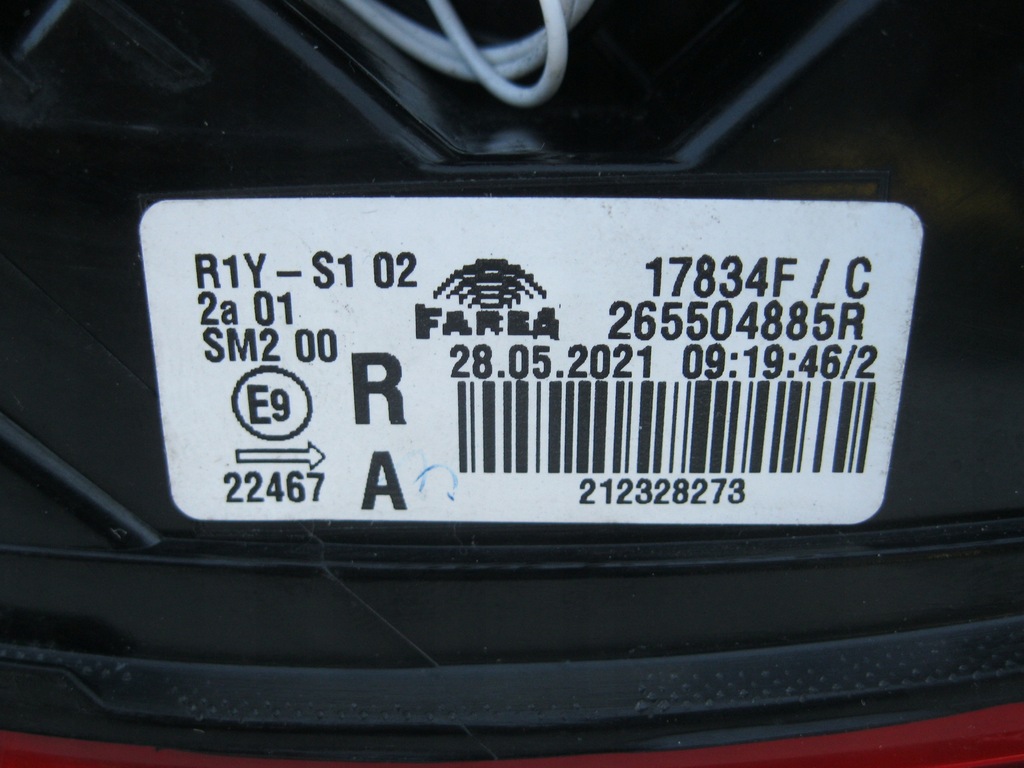 R1Y – S1 02
2a 01
SM2 00
E9
22467
R
A
FARBA
17834F / C
265504885R
28.05.2021 09:19:46/2
212328273